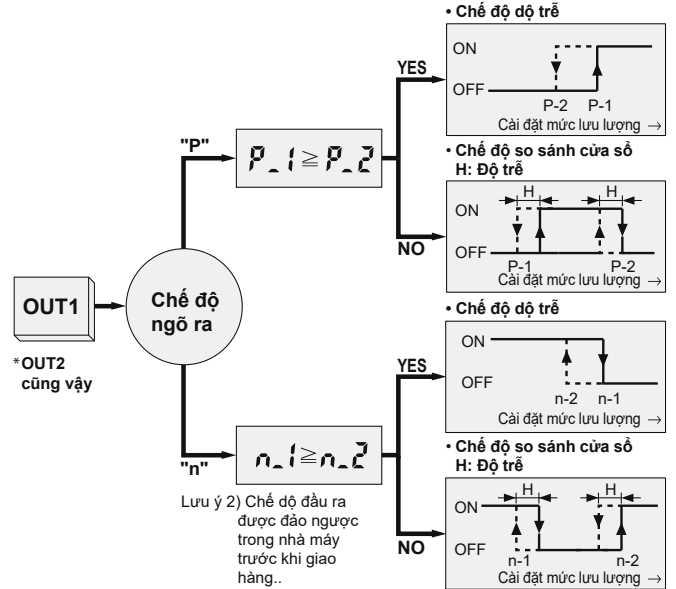 • Chế độ dộ trễ
ON
OFF
P-2 P-1
Cài đặt mức lưu lượng →
YES
"P"
P_1 ≧ P_2
• Chế độ so sánh cửa sổ
H: Độ trễ
H H
ON
OFF
P-1 P-2
Cài đặt mức lưu lượng →
NO
OUT1
Chế độ
ngõ ra
*OUT2
cũng vậy
• Chế độ dộ trễ
ON
OFF
n-2 n-1
Cài đặt mức lưu lượng →
YES
"n"
n_1≧n_2
Lưu ý 2) Chế dộ đầu ra
được đảo ngược
trong nhà máy
trước khi giao
hàng..
• Chế độ so sánh cửa sổ
H: Độ trễ
H H
ON
OFF
n-1 n-2
Cài đặt mức lưu lượng →
NO